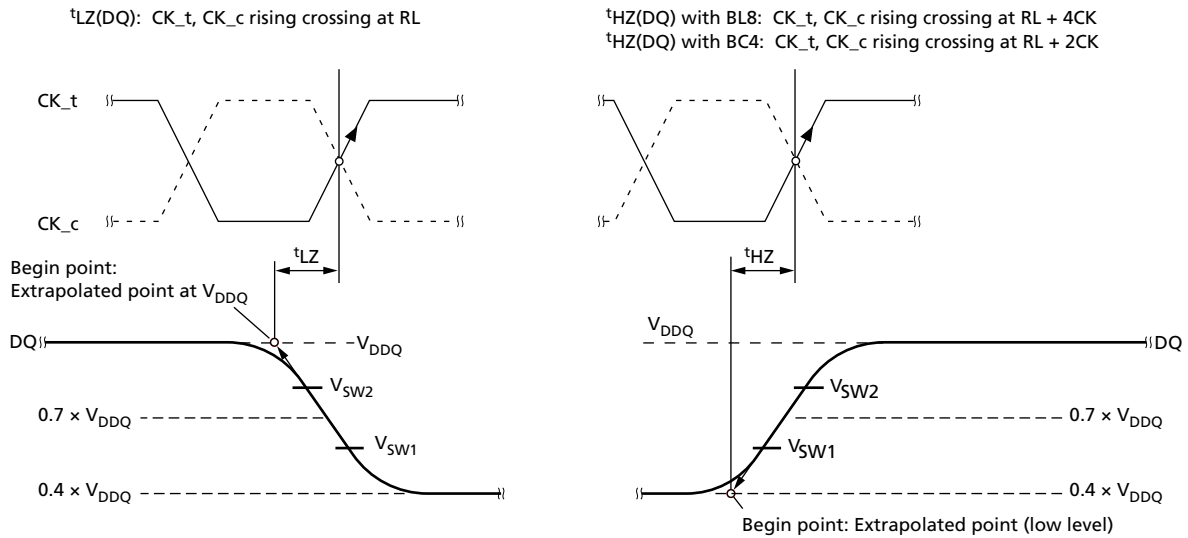 tLZ(DQ): CK_t, CK_c rising crossing at RL
tHZ(DQ) with BL8: CK_t, CK_c rising crossing at RL + 4CK
tHZ(DQ) with BC4: CK_t, CK_c rising crossing at RL + 2CK
CK_t
CK_c
tLZ
tHZ
Begin point:
Extrapolated point at VDDQ
DQ
VDDQ
VSW2
0.7 × VDDQ
VSW1
0.4 × VDDQ
VDDQ
DQ
VSW2
0.7 × VDDQ
VSW1
0.4 × VDDQ
Begin point: Extrapolated point (low level)